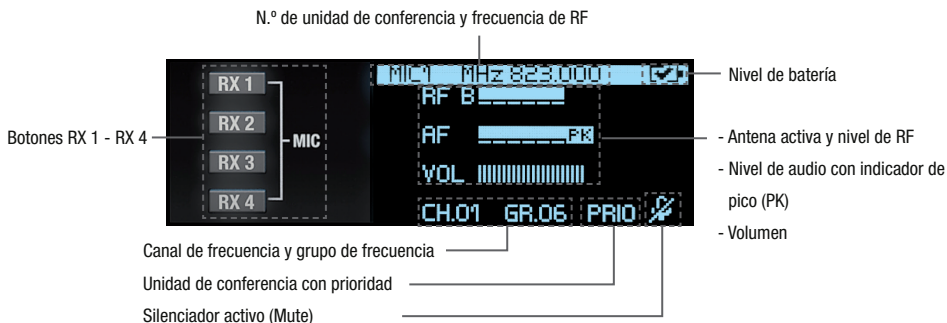 N.º de unidad de conferencia y frecuencia de RF
MIC1 MHz 823.000
Nivel de batería
RX 1
RX 2
RX 3
RX 4
MIC
Botones RX 1 - RX 4
RF B
AF PK
VOL
- Antena activa y nivel de RF
- Nivel de audio con indicador de
pico (PK)
- Volumen
CH.01 GR.06 PRIO
Canal de frecuencia y grupo de frecuencia
Unidad de conferencia con prioridad
Silenciador activo (Mute)